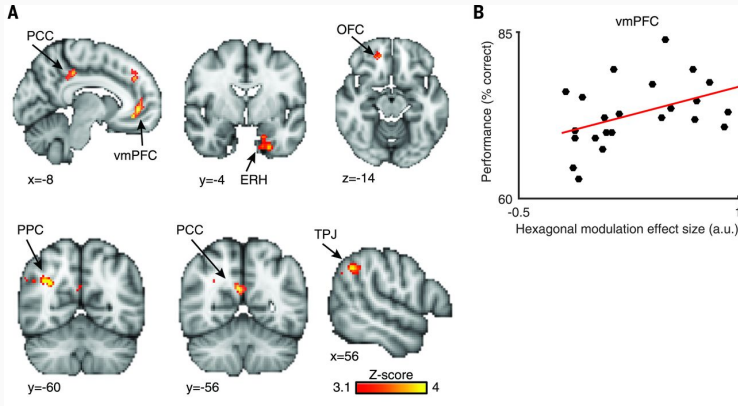 A
PCC
vmPFC
x=-8
y=-4
ERH
OFC
z=-14
PPC
y=-60
PCC
y=-56
TPJ
x=56
Z-score
3.1
4
B
vmPFC
85
Performance (% correct)
60
-0.5
1
Hexagonal modulation effect size (a.u.)